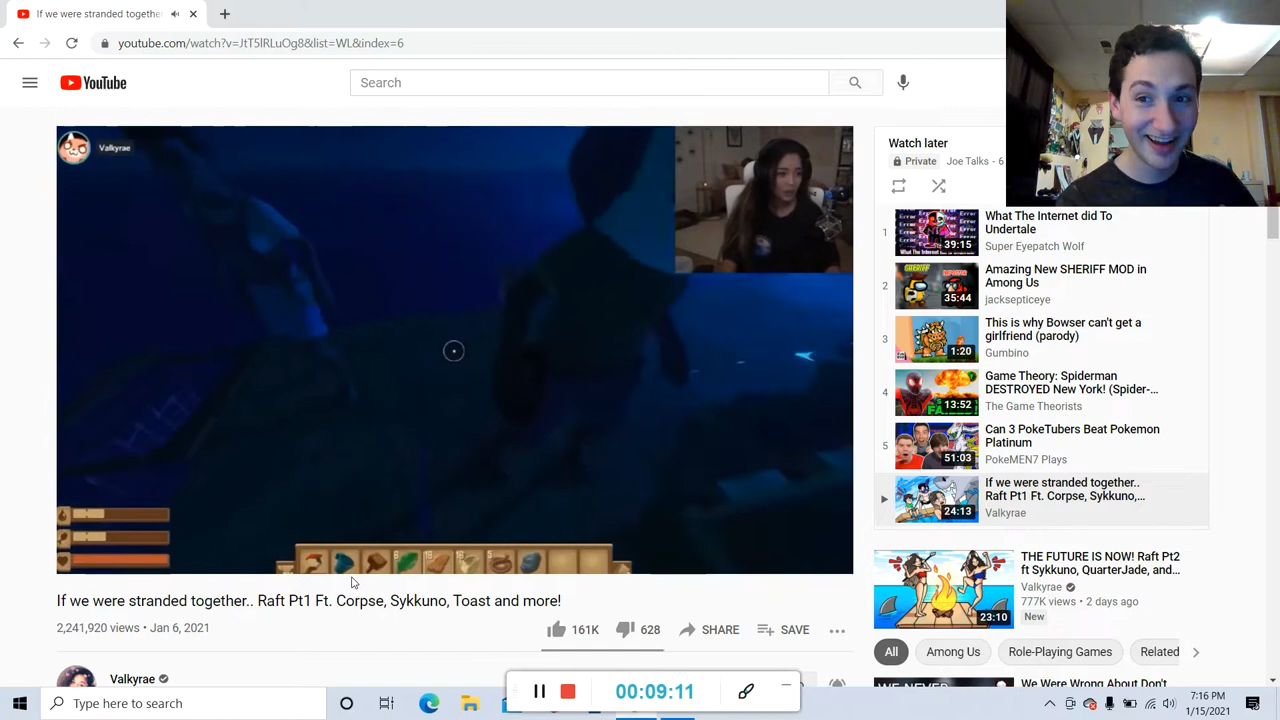 If we were stranded together
youtube.com/watch?v=JtT5lRLuOg8&list=WL&index=6
YouTube
Search
Valkyrae
Watch later
Private Joe Talks - 6
1
39:15
What The Internet did To
Undertale
Super Eyepatch Wolf
2
SHERIFF
35:44
Amazing New SHERIFF MOD in
Among Us
jacksepticeye
3
1:20
This is why Bowser can't get a
girlfriend (parody)
Gumbino
4
13:52
Game Theory: Spiderman
DESTROYED New York! (Spider-...
The Game Theorists
5
51:03
Can 3 PokeTubers Beat Pokemon
Platinum
PokeMEN7 Plays
24:13
If we were stranded together..
Raft Pt1 Ft. Corpse, Sykkuno,...
Valkyrae
If we were stranded together.. Raft Pt1 Ft. Corpse, Sykkuno, Toast and more!
2,241,920 views • Jan 6, 2021
161K 628 SHARE SAVE
Valkyrae
23:10
THE FUTURE IS NOW! Raft Pt2
ft Sykkuno, QuarterJade, and...
Valkyrae
777K views • 2 days ago
New
All Among Us Role-Playing Games Related
We Were Wrong About Don't
00:09:11
Type here to search
7:16 PM
1/15/2021